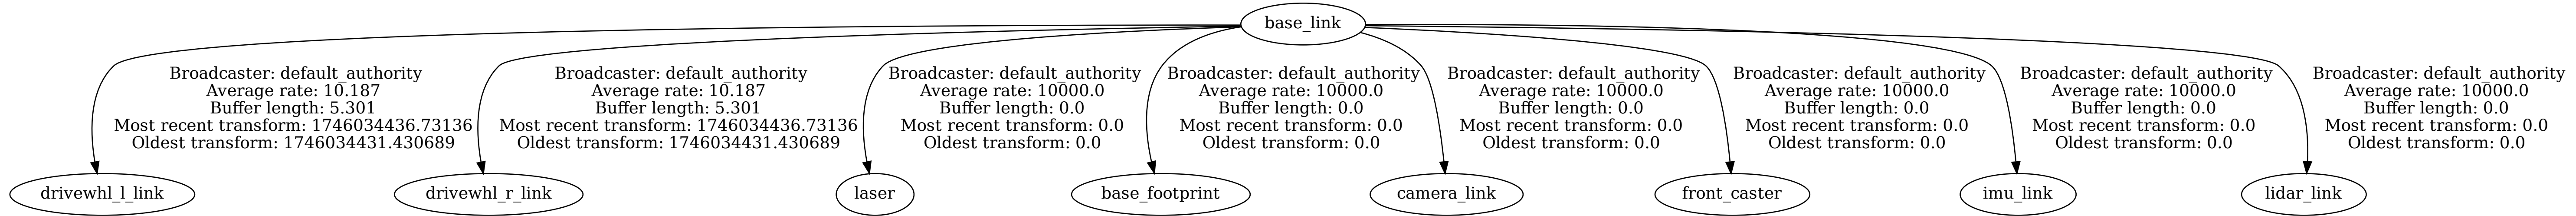 base_link
Broadcaster: default_authority
Average rate: 10.187
Buffer length: 5.301
Most recent transform: 1746034436.73136
Oldest transform: 1746034431.430689
Broadcaster: default_authority
Average rate: 10.187
Buffer length: 5.301
Most recent transform: 1746034436.73136
Oldest transform: 1746034431.430689
Broadcaster: default_authority
Average rate: 10000.0
Buffer length: 0.0
Most recent transform: 0.0
Oldest transform: 0.0
Broadcaster: default_authority
Average rate: 10000.0
Buffer length: 0.0
Most recent transform: 0.0
Oldest transform: 0.0
Broadcaster: default_authority
Average rate: 10000.0
Buffer length: 0.0
Most recent transform: 0.0
Oldest transform: 0.0
Broadcaster: default_authority
Average rate: 10000.0
Buffer length: 0.0
Most recent transform: 0.0
Oldest transform: 0.0
Broadcaster: default_authority
Average rate: 10000.0
Buffer length: 0.0
Most recent transform: 0.0
Oldest transform: 0.0
Broadcaster: default_authority
Average rate: 10000.0
Buffer length: 0.0
Most recent transform: 0.0
Oldest transform: 0.0
drivewhl_l_link
drivewhl_r_link
laser
base_footprint
camera_link
front_caster
imu_link
lidar_link